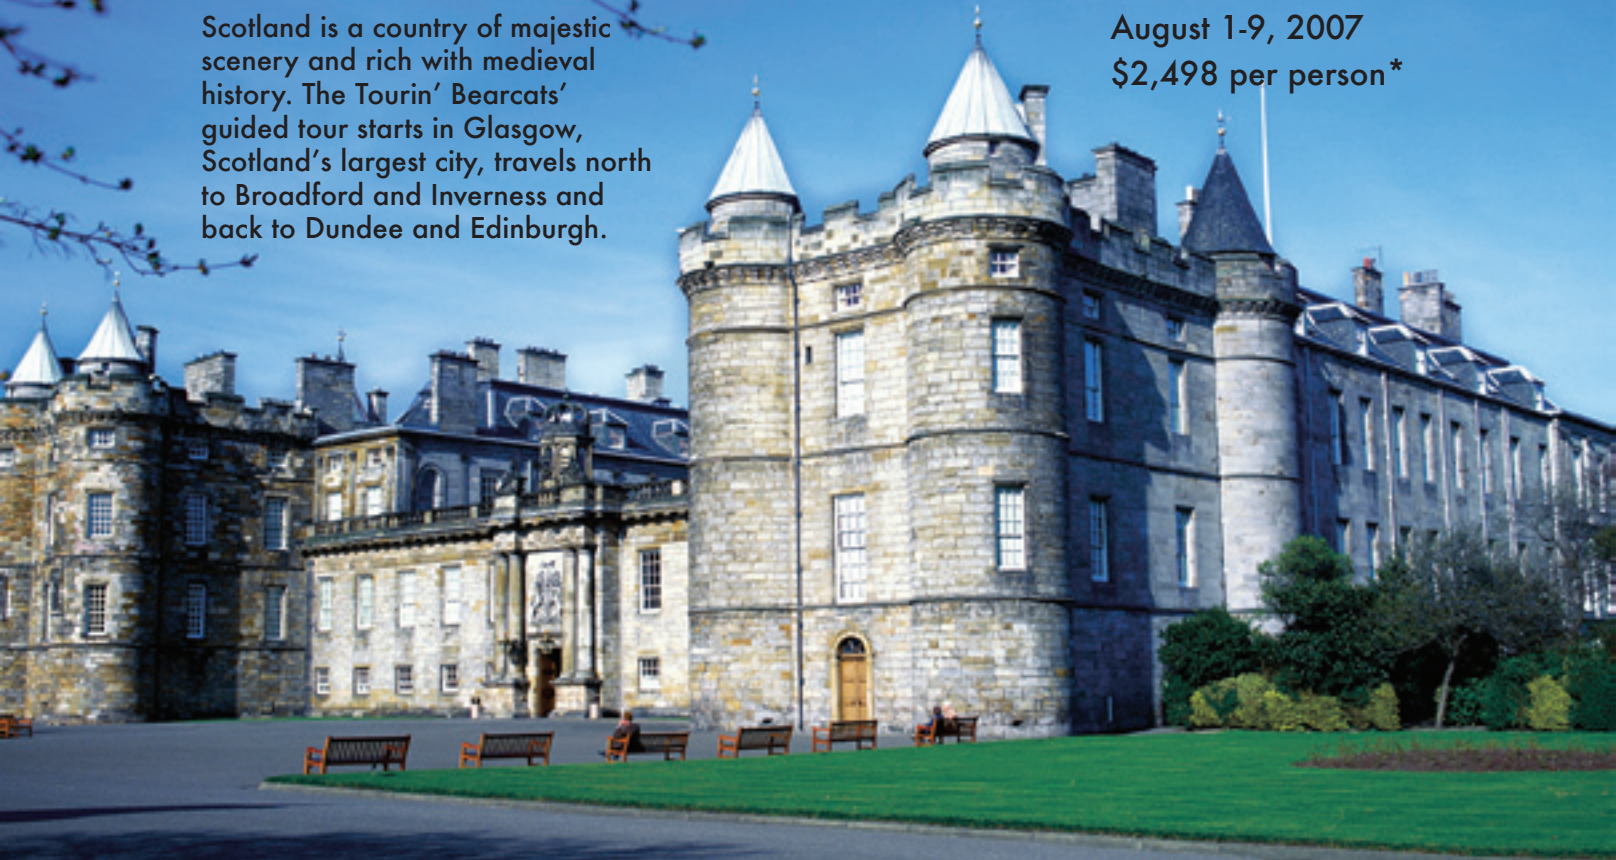 Scotland is a country of majestic
scenery and rich with medieval
history. The Tourin’ Bearcats’
guided tour starts in Glasgow,
Scotland’s largest city, travels north
to Broadford and Inverness and
back to Dundee and Edinburgh.
August 1-9, 2007
$2,498 per person*